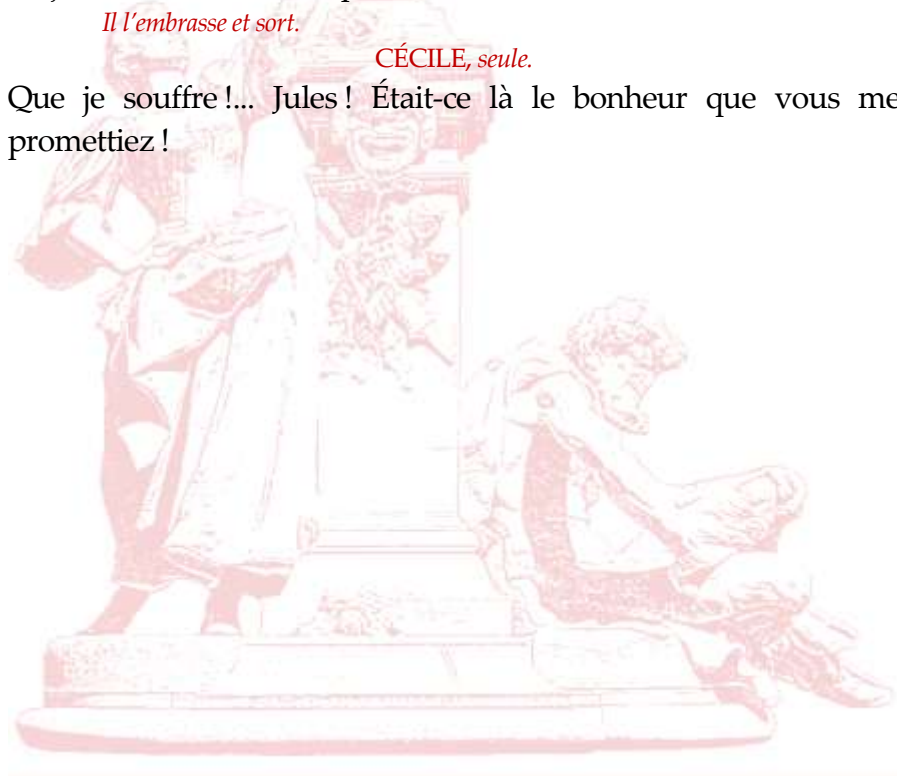 Il l'embrasse et sort.
CÉCILE, seule.
Que je souffre !... Jules ! Était-ce là le bonheur que vous me
promettiez !